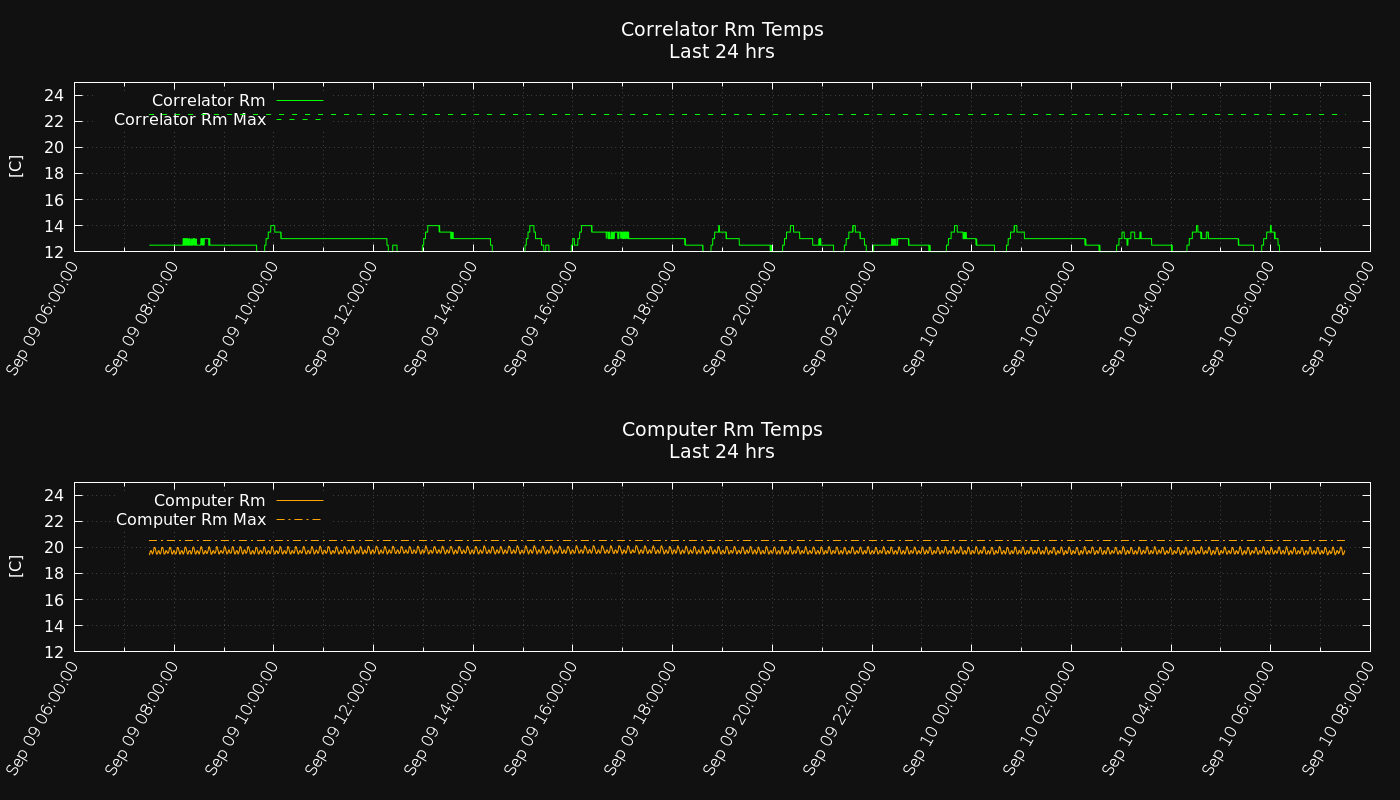 Correlator Rm Temps
Last 24 hrs
Correlator Rm
Correlator Rm Max
[C]
24
22
20
18
16
14
12
Sep 09 06:00:00
Sep 09 08:00:00
Sep 09 10:00:00
Sep 09 12:00:00
Sep 09 14:00:00
Sep 09 16:00:00
Sep 09 18:00:00
Sep 09 20:00:00
Sep 09 22:00:00
Sep 10 00:00:00
Sep 10 02:00:00
Sep 10 04:00:00
Sep 10 06:00:00
Sep 10 08:00:00
Computer Rm Temps
Last 24 hrs
Computer Rm
Computer Rm Max
[C]
24
22
20
18
16
14
12
Sep 09 06:00:00
Sep 09 08:00:00
Sep 09 10:00:00
Sep 09 12:00:00
Sep 09 14:00:00
Sep 09 16:00:00
Sep 09 18:00:00
Sep 09 20:00:00
Sep 09 22:00:00
Sep 10 00:00:00
Sep 10 02:00:00
Sep 10 04:00:00
Sep 10 06:00:00
Sep 10 08:00:00